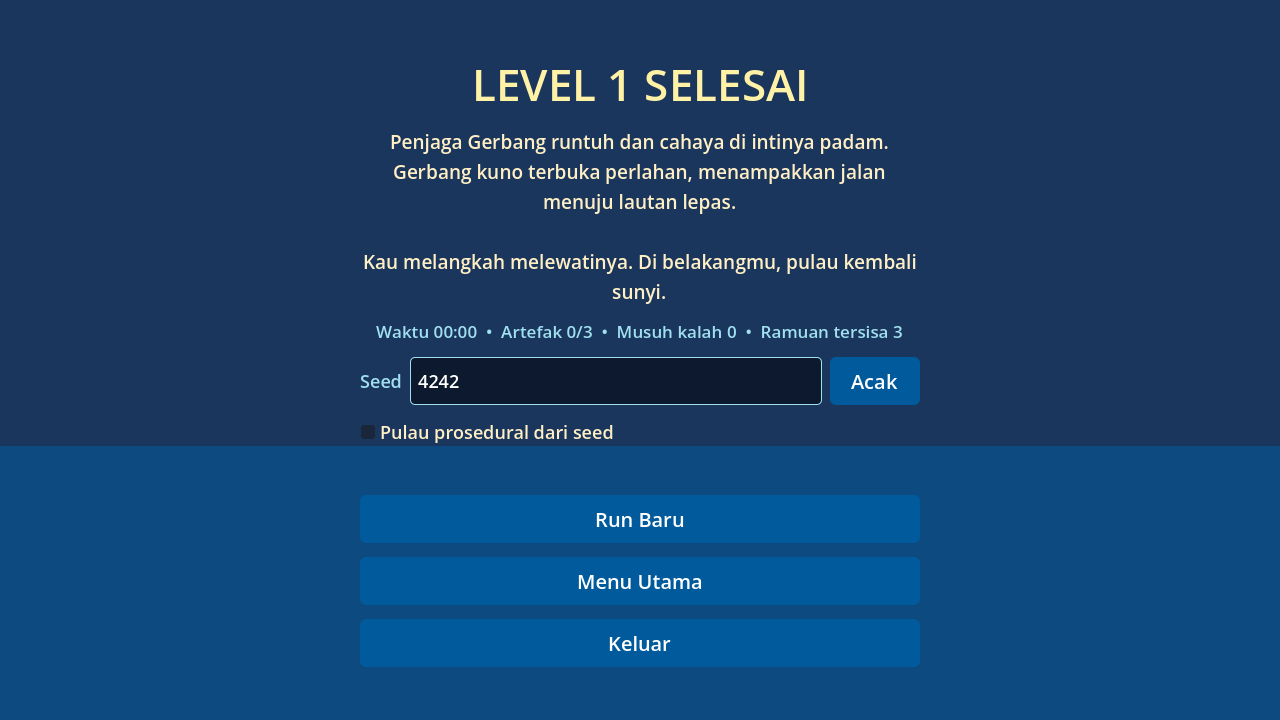 LEVEL 1 SELESAI
Penjaga Gerbang runtuh dan cahaya di intinya padam.
Gerbang kuno terbuka perlahan, menampakkan jalan
menuju lautan lepas.
Kau melangkah melewatinya. Di belakangmu, pulau kembali
sunyi.
Waktu 00:00 • Artefak 0/3 • Musuh kalah 0 • Ramuan tersisa 3
Seed 4242 Acak
Pulau prosedural dari seed
Run Baru
Menu Utama
Keluar